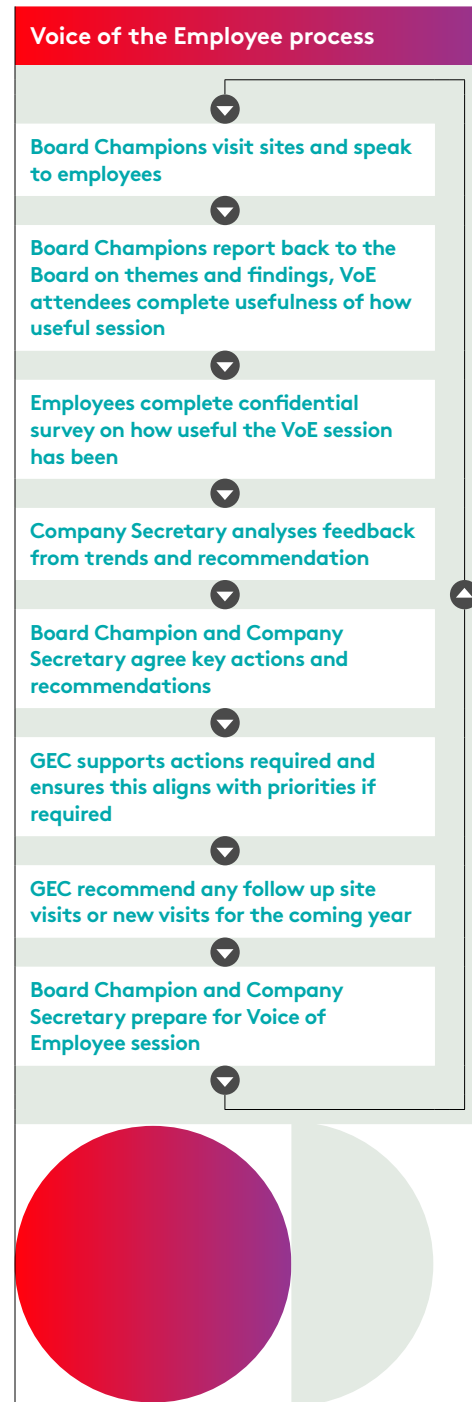 Voice of the Employee process
Board Champions visit sites and speak
to employees
Board Champions report back to the
Board on themes and findings, VoE
attendees complete usefulness of how
useful session
Employees complete confidential
survey on how useful the VoE session
has been
Company Secretary analyses feedback
from trends and recommendation
Board Champion and Company
Secretary agree key actions and
recommendations
GEC supports actions required and
ensures this aligns with priorities if
required
GEC recommend any follow up site
visits or new visits for the coming year
Board Champion and Company
Secretary prepare for Voice of
Employee session